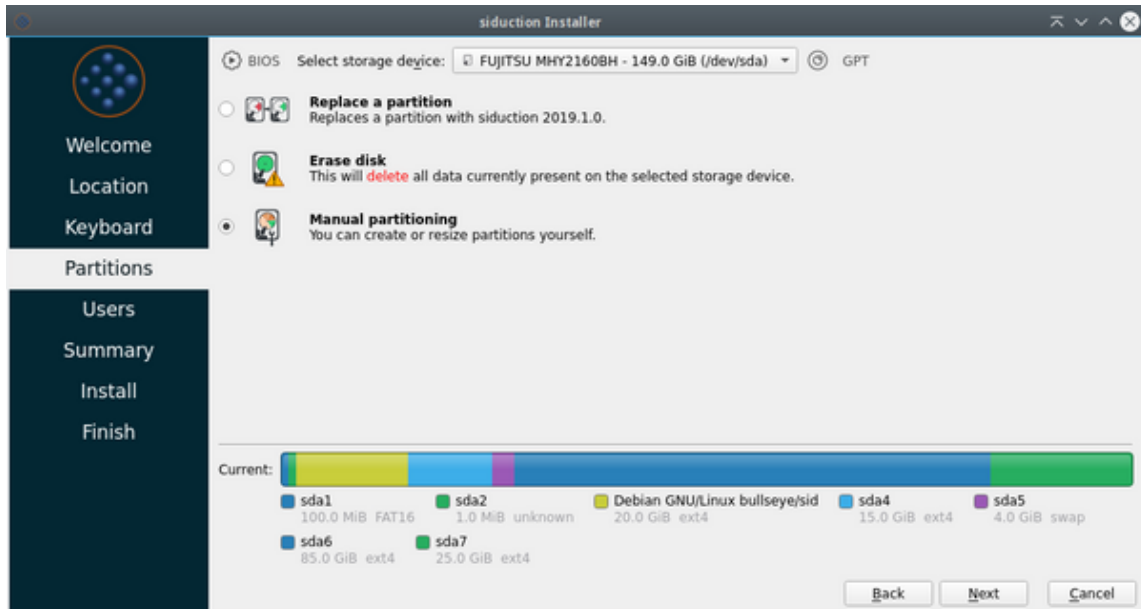 siduction Installer
BIOS Select storage device: FUJITSU MHY2160BH - 149.0 GiB (/dev/sda) GPT
Replace a partition
Replaces a partition with siduction 2019.1.0.
Erase disk
This will delete all data currently present on the selected storage device.
Manual partitioning
You can create or resize partitions yourself.
Welcome
Location
Keyboard
Partitions
Users
Summary
Install
Finish
Current:
sda1 sda2 Debian GNU/Linux bullseye/sid sda4 sda5
100.0 MiB FAT16 1.0 MiB unknown 20.0 GiB ext4 15.0 GiB ext4 4.0 GiB swap
sda6 sda7
85.0 GiB ext4 25.0 GiB ext4
Back Next Cancel